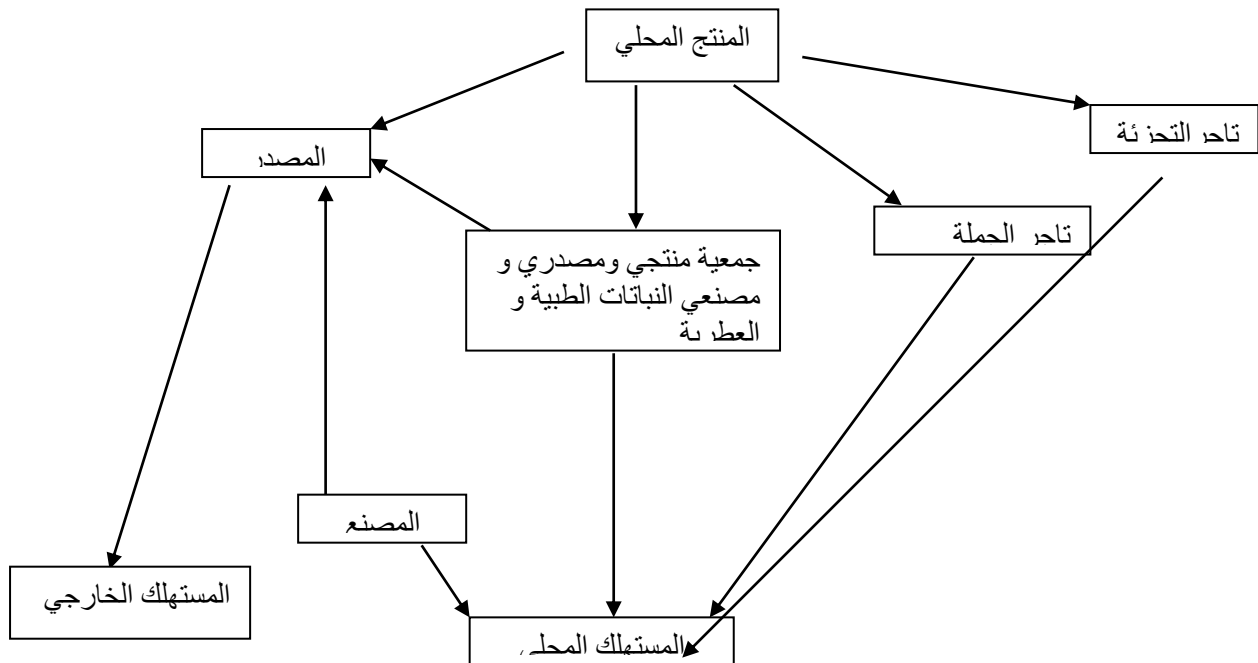 المنتج المحلي
تاجر التجزئة
المصدر
تاجر الجملة
جمعية منتجي ومصدري و
مصنعي النباتات الطبية و
العطرية
المصنع
المستهلك الخارجي
المستهلك المحلي